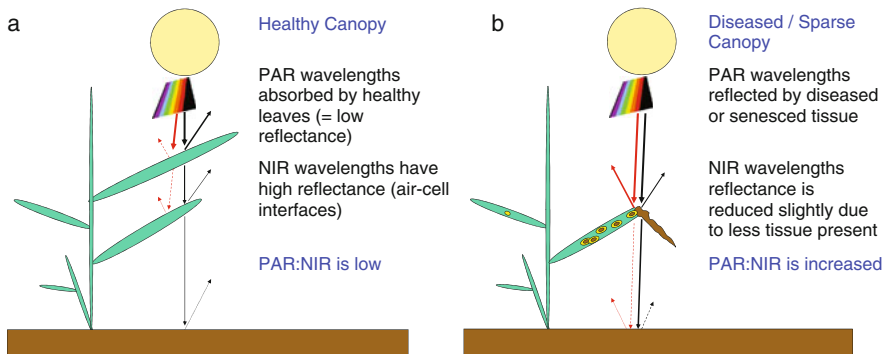 a
Healthy Canopy
PAR wavelengths
absorbed by healthy
leaves (= low
reflectance)
NIR wavelengths have
high reflectance (air-cell
interfaces)
PAR:NIR is low
b
Diseased / Sparse
Canopy
PAR wavelengths
reflected by diseased
or senesced tissue
NIR wavelengths
reflectance is
reduced slightly due
to less tissue present
PAR:NIR is increased